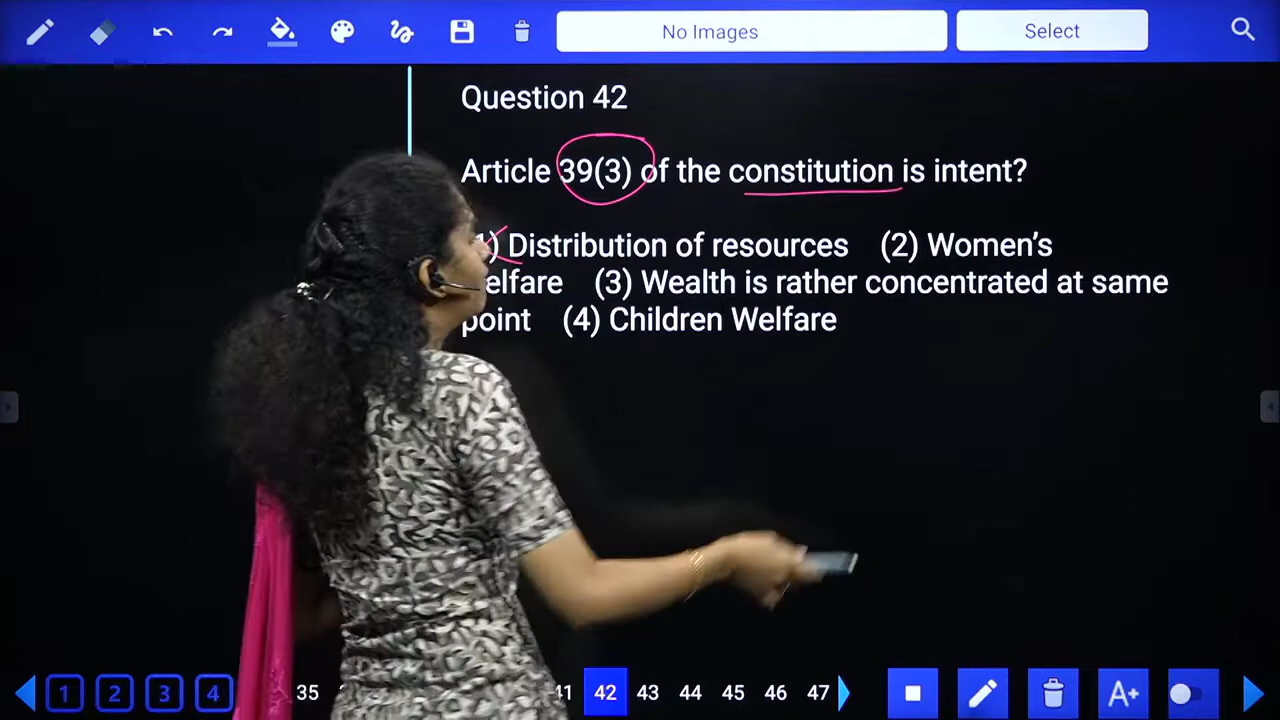 No Images
Select
Question 42
Article 39(3) of the constitution is intent?
1) Distribution of resources (2) Women's
elfare (3) Wealth is rather concentrated at same
point (4) Children Welfare
1 2 3 4 35 41 42 43 44 45 46 47 A+